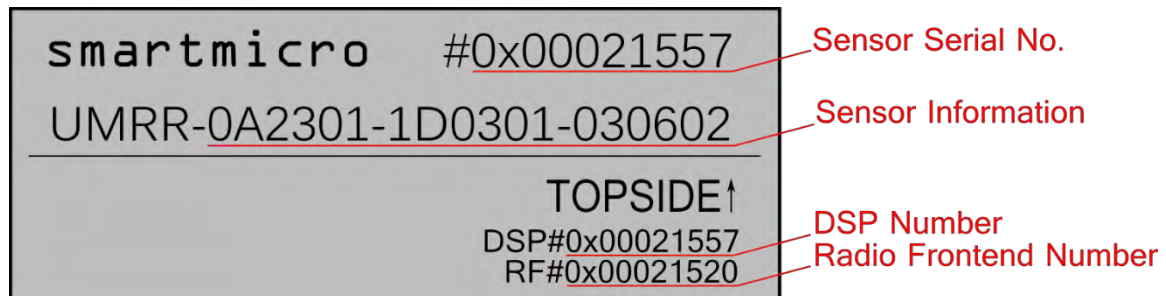 smartmicro #0x00021557 Sensor Serial No.
UMRR-0A2301-1D0301-030602 Sensor Information
TOPSIDE↑
DSP#0x00021557 DSP Number
RF#0x00021520 Radio Frontend Number